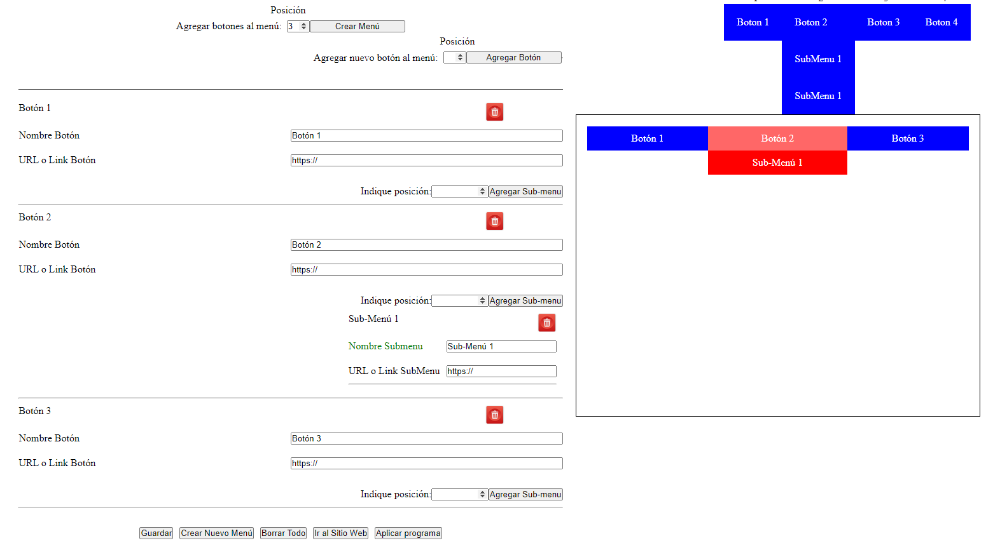 Posición
Agregar botones al menú: 3 Crear Menú
Posición
Agregar nuevo botón al menú: Agregar Botón
Botón 1
Nombre Botón Botón 1
URL o Link Botón https://
Indique posición: Agregar Sub-menu
Botón 2
Nombre Botón Botón 2
URL o Link Botón https://
Indique posición: Agregar Sub-menu
Sub-Menú 1
Nombre Submenu Sub-Menú 1
URL o Link SubMenu https://
Botón 3
Nombre Botón Botón 3
URL o Link Botón https://
Indique posición: Agregar Sub-menu
Guardar Crear Nuevo Menú Borrar Todo Ir al Sitio Web Aplicar programa
Boton 1 Boton 2 Boton 3 Boton 4
SubMenu 1
SubMenu 1
Botón 1 Botón 2 Botón 3
Sub-Menú 1